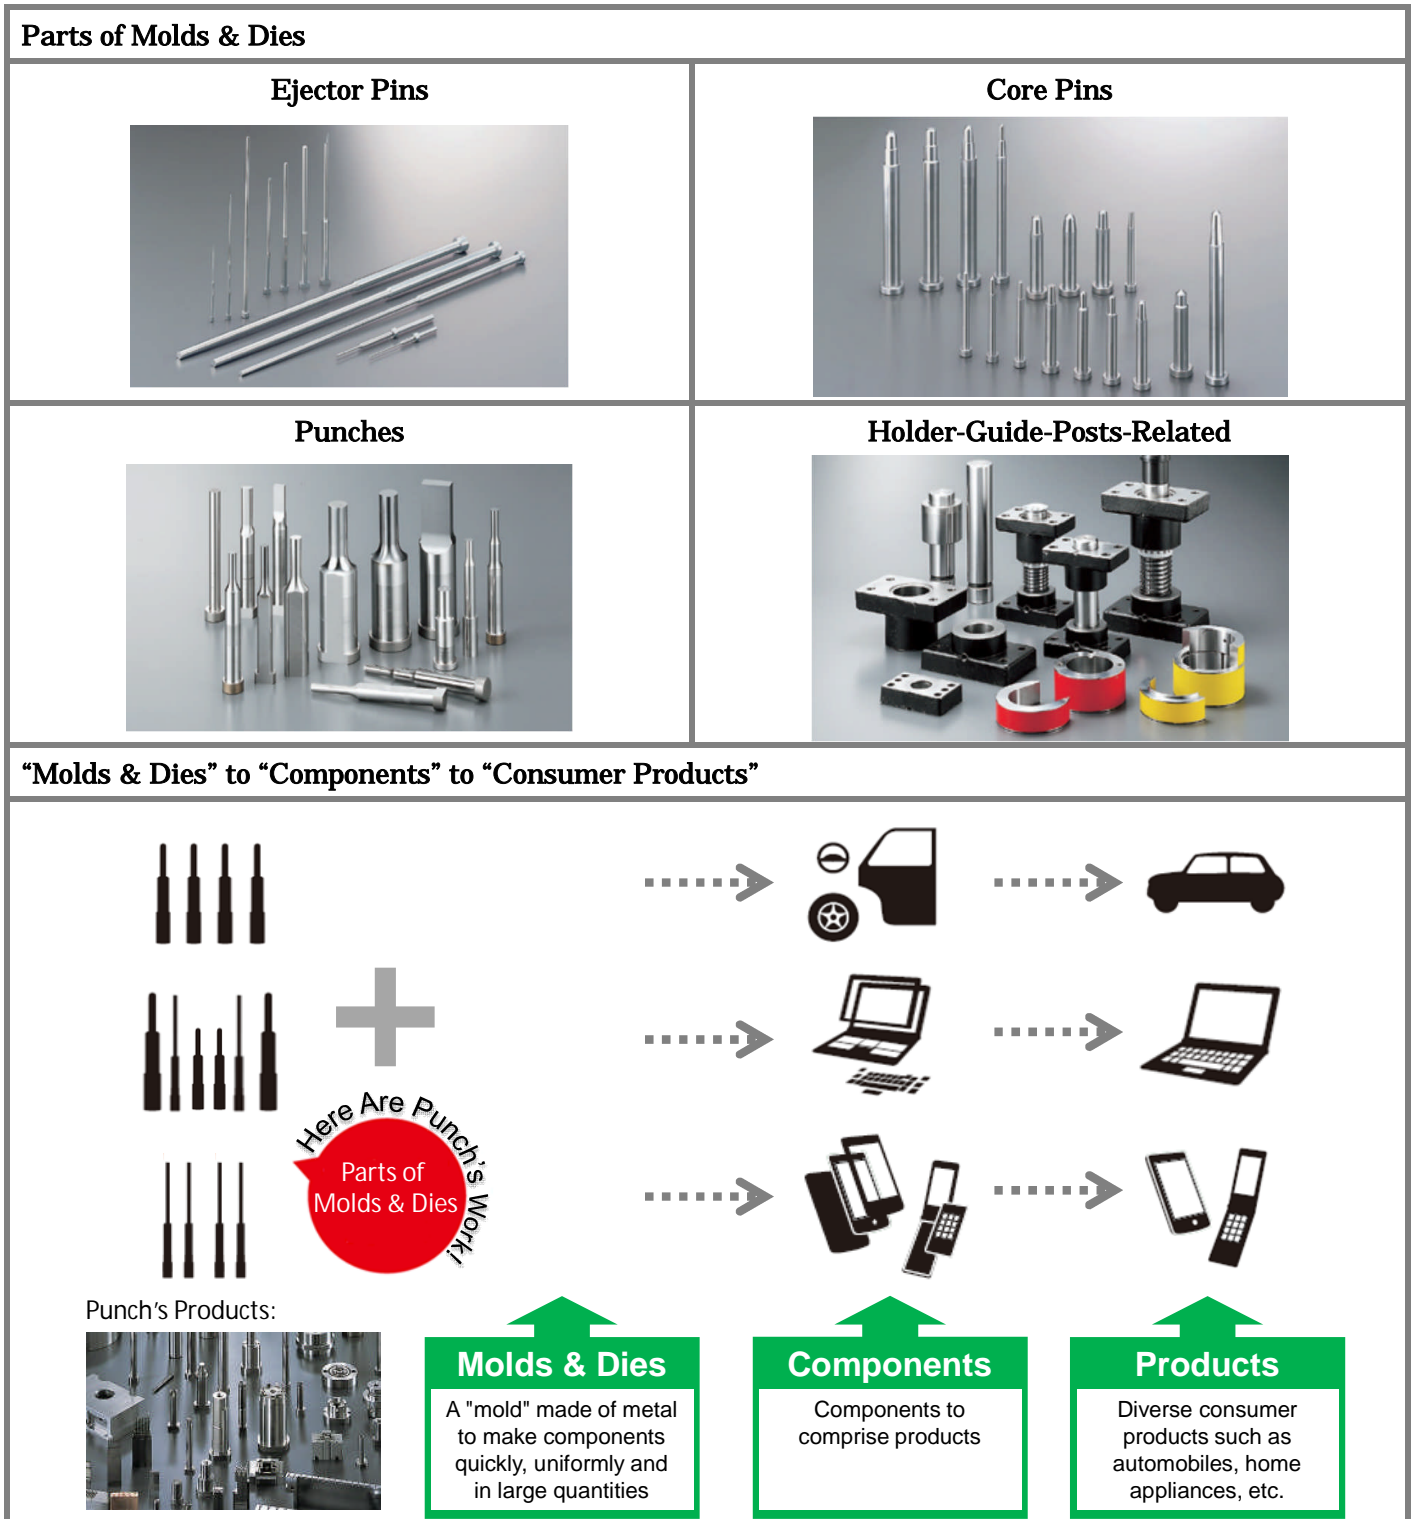 Parts of Molds & Dies
Ejector Pins
Core Pins
Punches
Holder-Guide-Posts-Related
“Molds & Dies” to “Components” to “Consumer Products”
Here Are Punch's Work!
Parts of
Molds & Dies
Punch's Products:
Molds & Dies
A "mold" made of metal
to make components
quickly, uniformly and
in large quantities
Components
Components to
comprise products
Products
Diverse consumer
products such as
automobiles, home
appliances, etc.